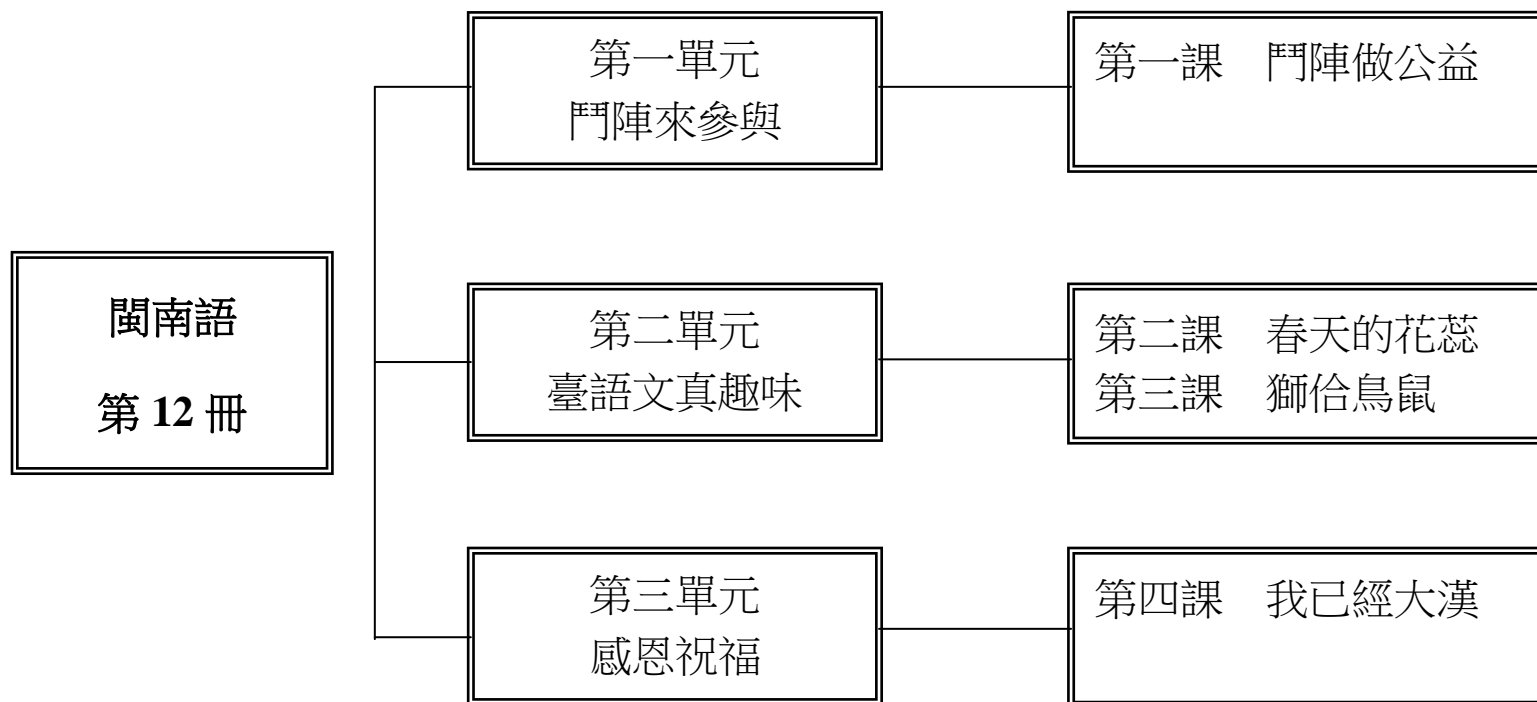 閩南語
第 12 冊
第一單元
鬥陣來參與
第一課　鬥陣做公益
第二單元
臺語文真趣味
第二課　春天的花蕊
第三課　獅佮鳥鼠
第三單元
感恩祝福
第四課　我已經大漢